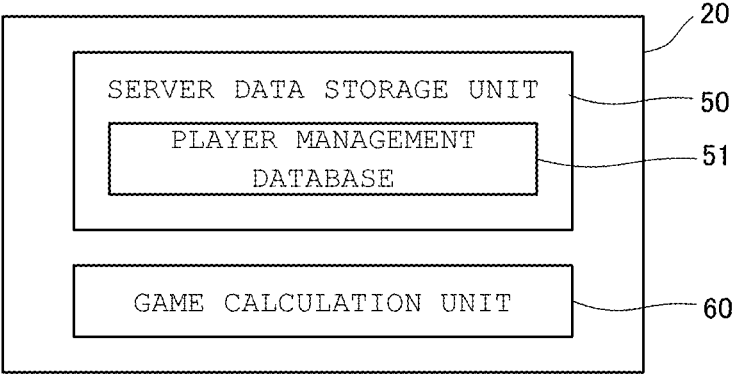 20
SERVER DATA STORAGE UNIT
50
PLAYER MANAGEMENT
DATABASE
51
GAME CALCULATION UNIT
60